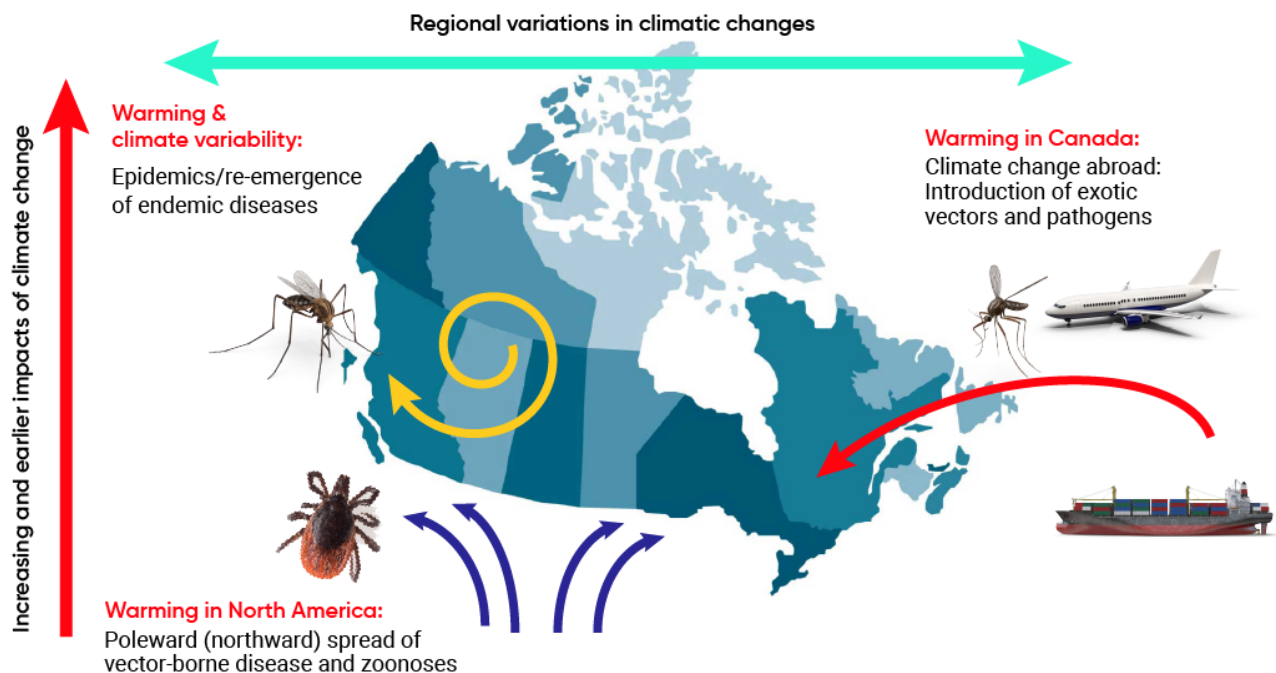 Regional variations in climatic changes
Increasing and earlier impacts of climate change
Warming &
climate variability:
Epidemics/re-emergence
of endemic diseases
Warming in Canada:
Climate change abroad:
Introduction of exotic
vectors and pathogens
Warming in North America:
Poleward (northward) spread of
vector-borne disease and zoonoses